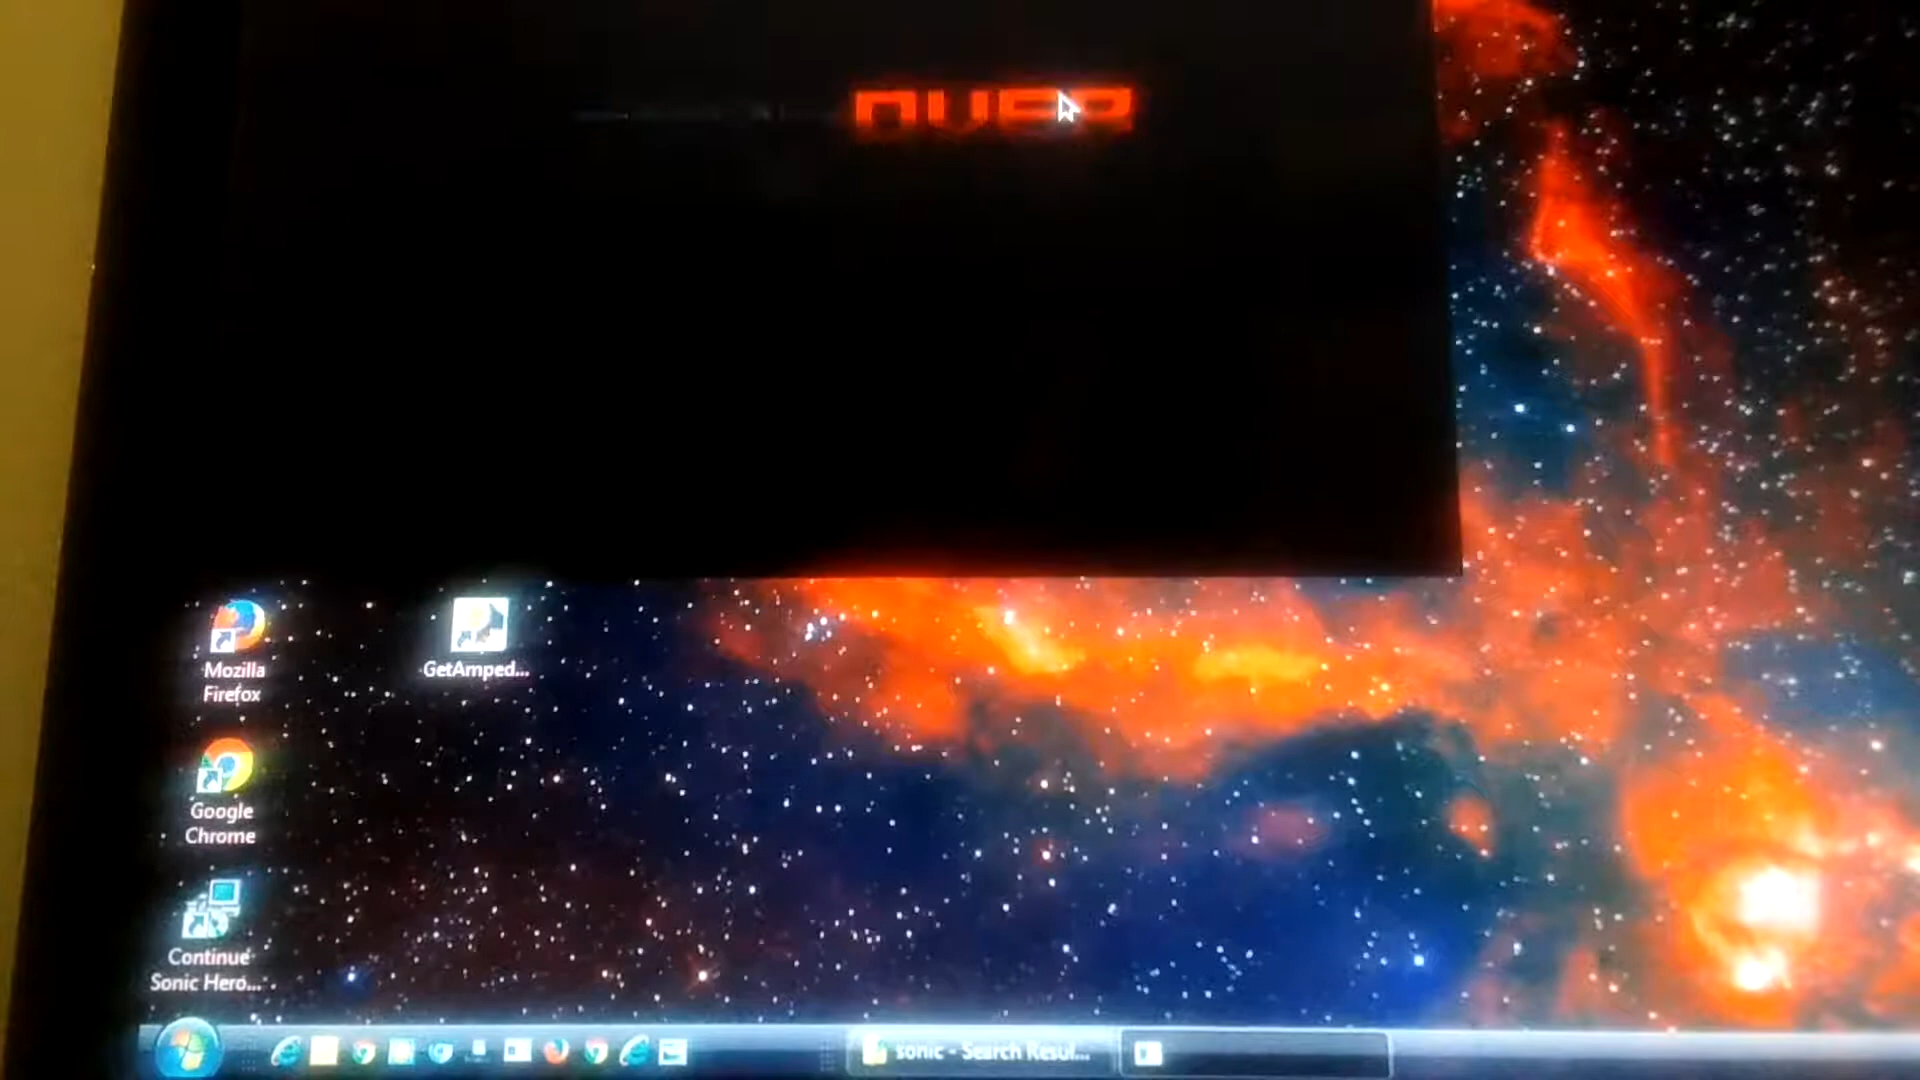 Mozilla
Firefox
GetAmped...
Google
Chrome
Continue
Sonic Hero...
sonic - Search Resul...